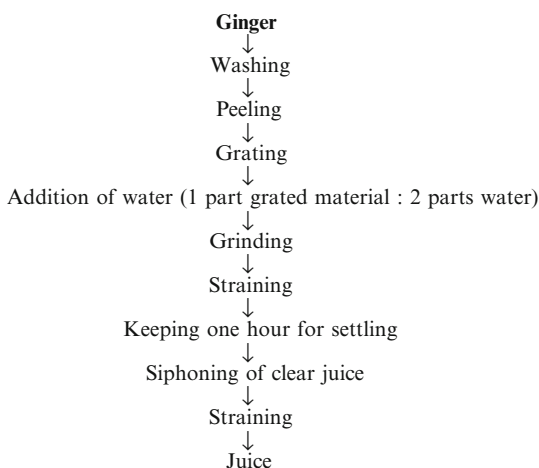 Ginger
Washing
Peeling
Grating
Addition of water (1 part grated material : 2 parts water)
Grinding
Straining
Keeping one hour for settling
Siphoning of clear juice
Straining
Juice